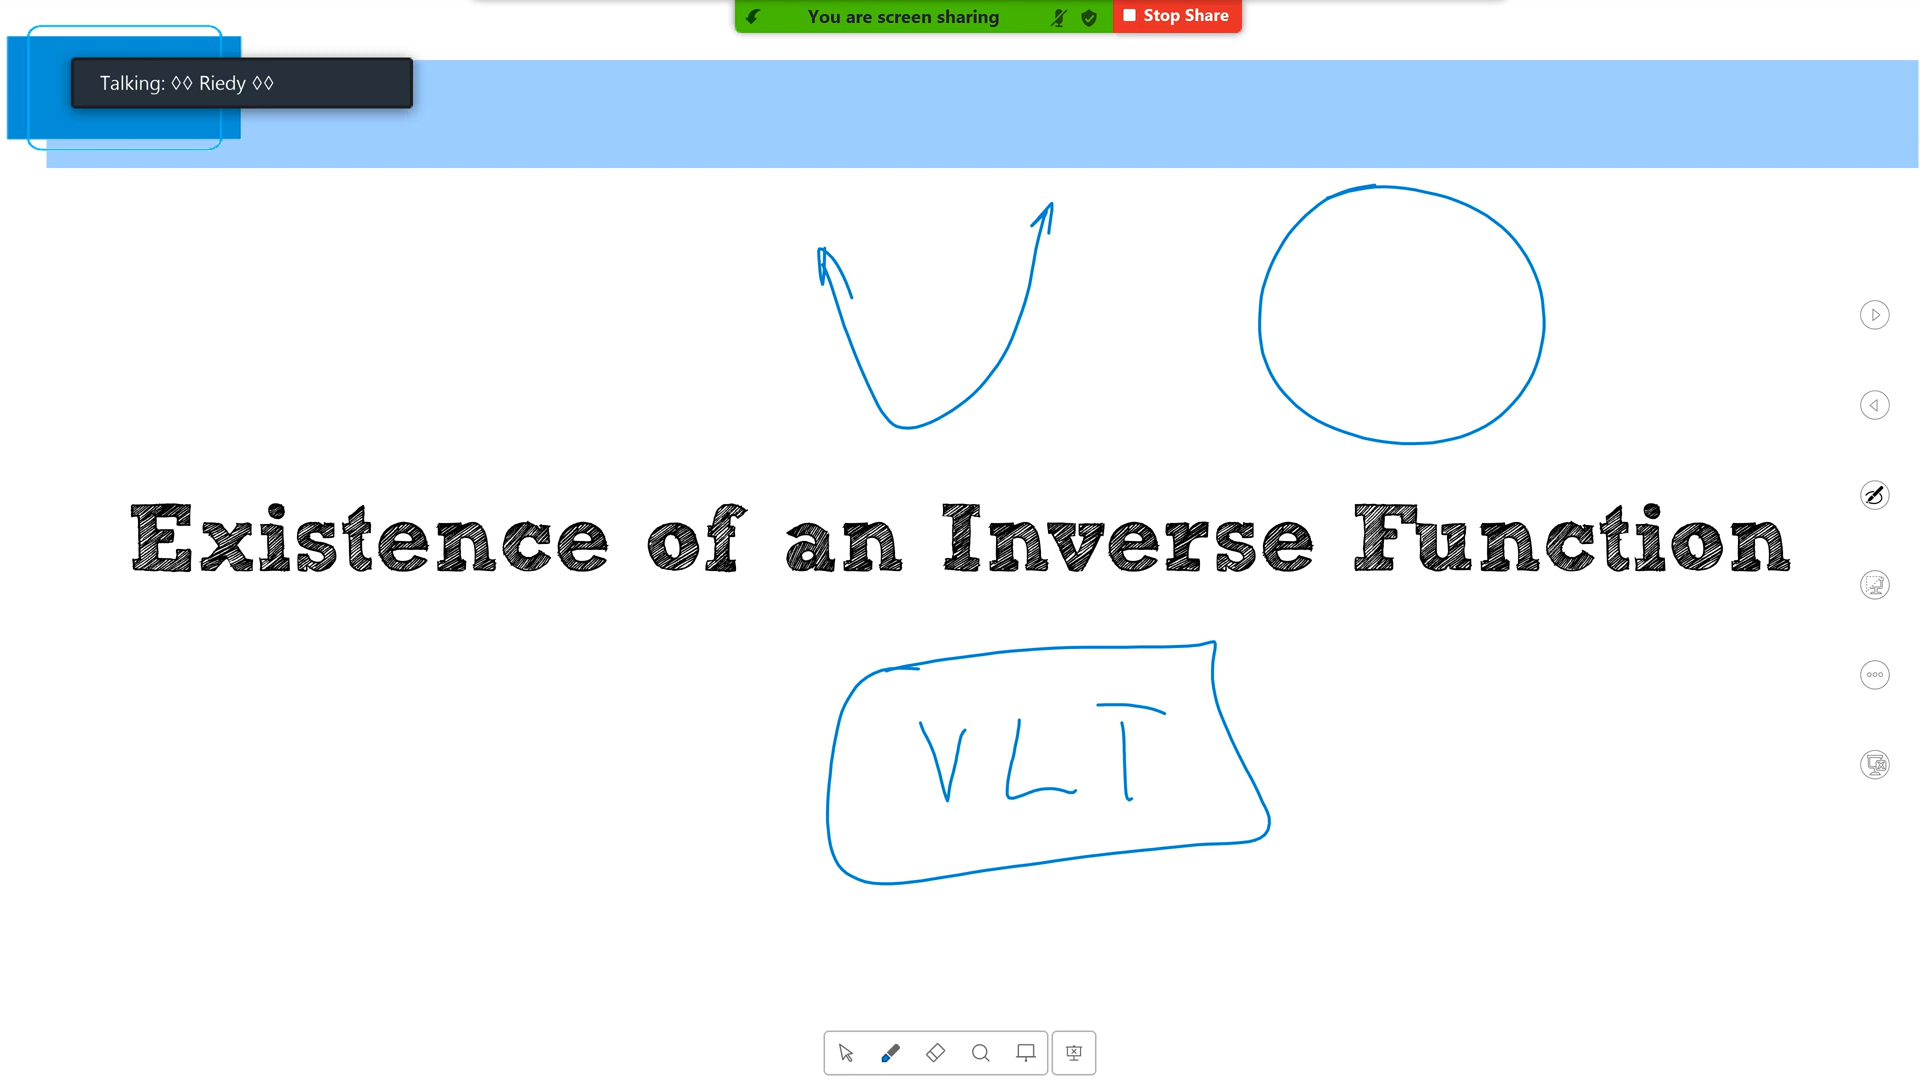 You are screen sharing
Stop Share
Talking: ◊◊ Riedy ◊◊
Existence of an Inverse Function
VLT